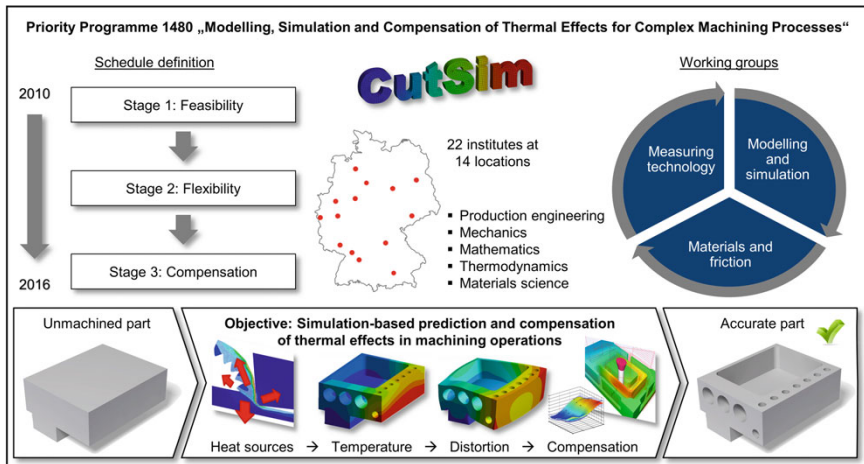 Priority Programme 1480 „Modelling, Simulation and Compensation of Thermal Effects for Complex Machining Processes“
Schedule definition
2010
Stage 1: Feasibility
Stage 2: Flexibility
Stage 3: Compensation
2016
CutSim
22 institutes at
14 locations
▪ Production engineering
▪ Mechanics
▪ Mathematics
▪ Thermodynamics
▪ Materials science
Working groups
Measuring
technology
Modelling
and
simulation
Materials and
friction
Unmachined part
Objective: Simulation-based prediction and compensation
of thermal effects in machining operations
Heat sources → Temperature → Distortion → Compensation
Accurate part